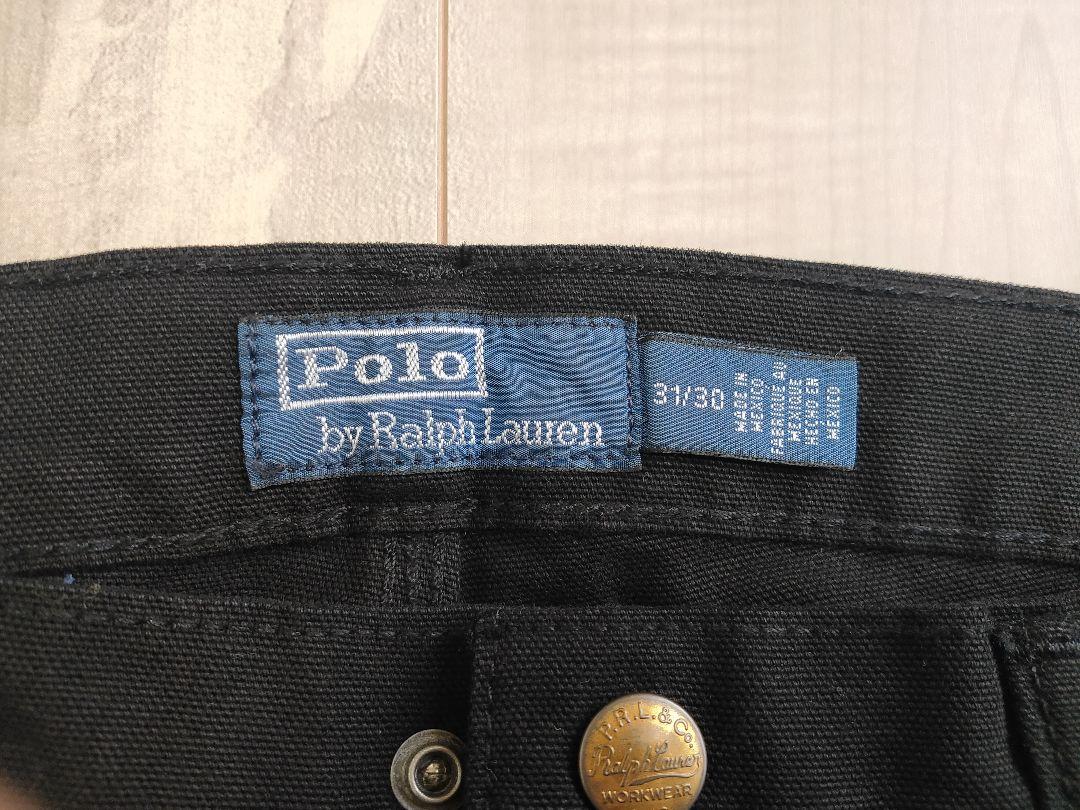 Polo
by Ralph Lauren
31/30
MADE IN
MEXICO
FABRIQUE AU
MEXIQUE
HECHO EN
MEXICO
P.R.L. & Co.
Ralph Lauren
WORKWEAR